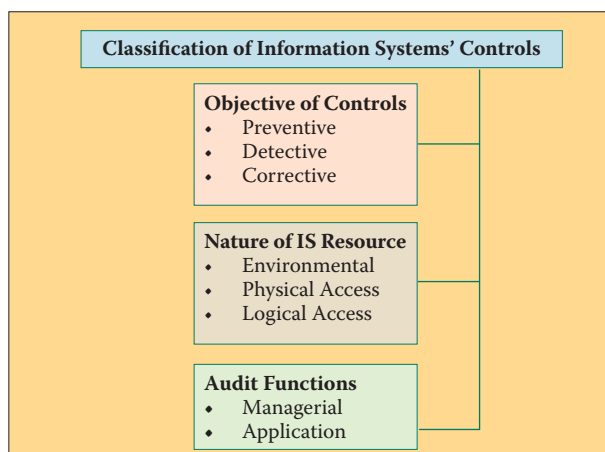 Classification of Information Systems’ Controls
Objective of Controls
• Preventive
• Detective
• Corrective
Nature of IS Resource
• Environmental
• Physical Access
• Logical Access
Audit Functions
• Managerial
• Application